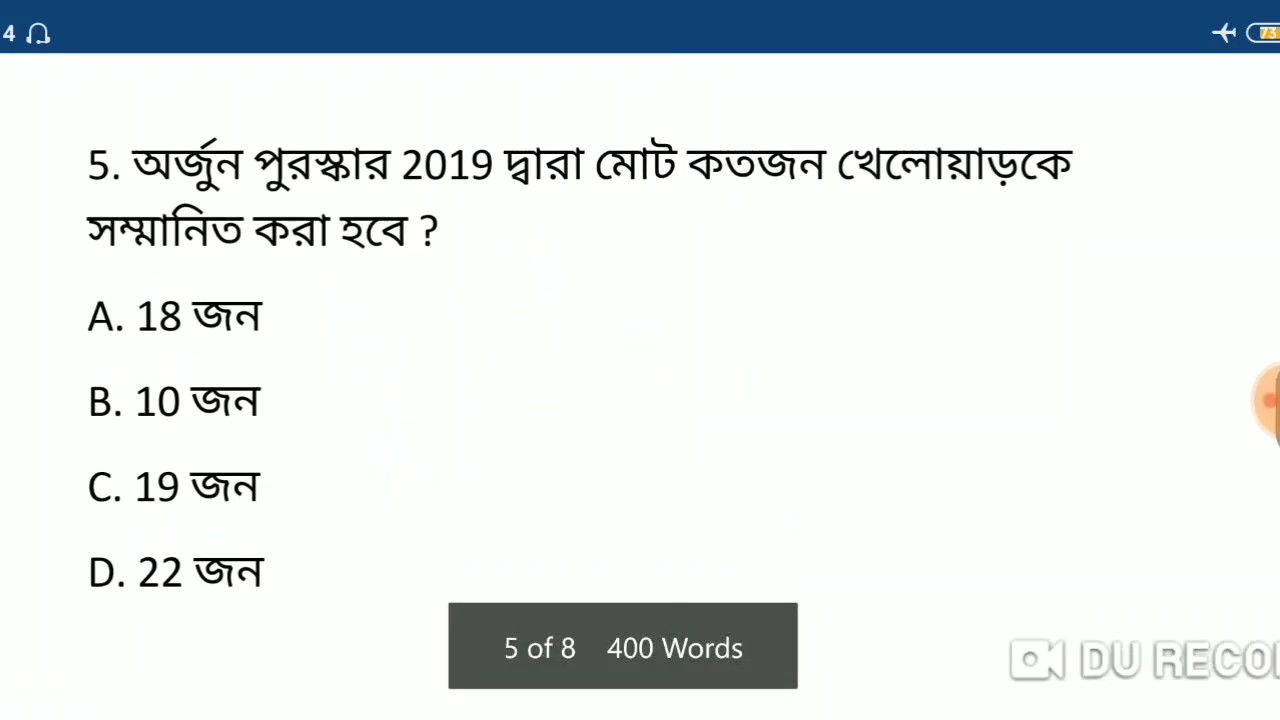 4
73
5. অর্জুন পুরস্কার 2019 দ্বারা মোট কতজন খেলোয়াড়কে
সম্মানিত করা হবে ?
A. 18 জন
B. 10 জন
C. 19 জন
D. 22 জন
5 of 8 400 Words
DU RECO